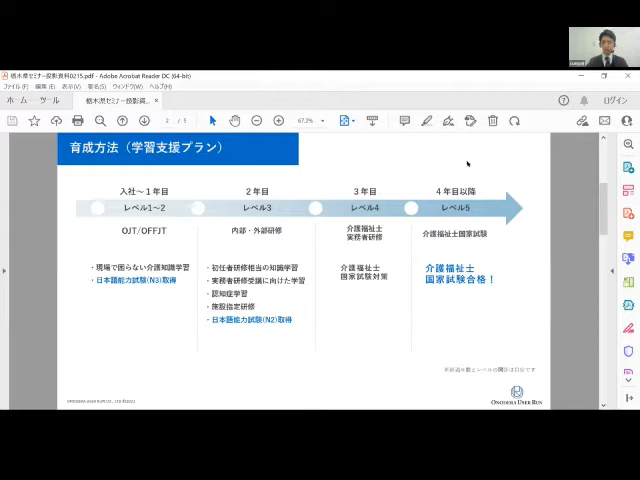 栃木県セミナー投影資料0215.pdf - Adobe Acrobat Reader DC (64-bit)
ファイル(F) 編集(E) 表示(V) 署名(S) ウィンドウ(W) ヘルプ(H)
ホーム ツール 栃木県セミナー投影資... × ログイン
2 / 5 67.2%
育成方法（学習支援プラン）
入社～1年目 2年目 3年目 4年目以降
レベル1～2 レベル3 レベル4 レベル5
OJT/OFFJT 内部・外部研修 介護福祉士 介護福祉士国家試験
実務者研修
・現場で困らない介護知識学習
・日本語能力試験(N3)取得
・初任者研修相当の知識学習
・実務者研修受講に向けた学習
・認知症学習
・施設指定研修
・日本語能力試験(N2)取得
介護福祉士
国家試験対策
介護福祉士
国家試験合格！
※経過年数とレベルの関係は目安です
ONODERA USER RUN CO., Ltd ©2022
ONODERA USER RUN